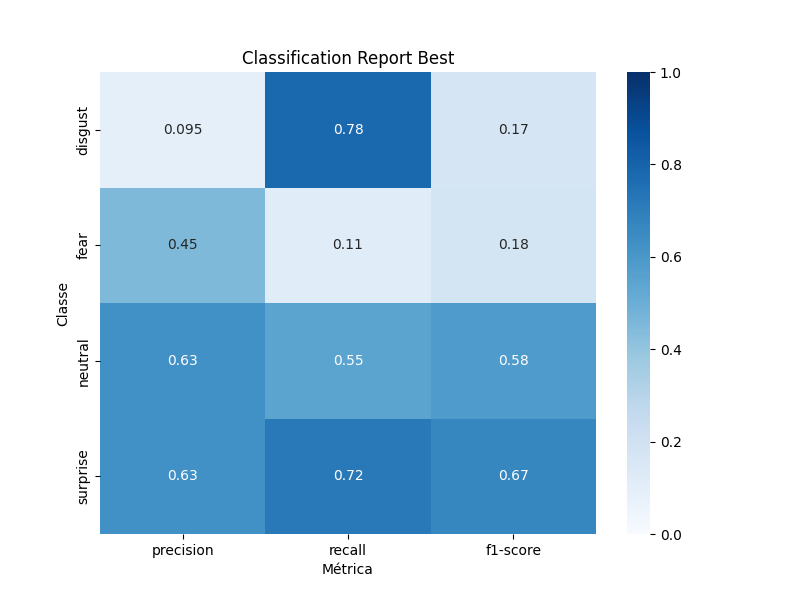 Classification Report Best
Classe
disgust 0.095 0.78 0.17
fear 0.45 0.11 0.18
neutral 0.63 0.55 0.58
surprise 0.63 0.72 0.67
precision recall f1-score
Métrica
1.0
0.8
0.6
0.4
0.2
0.0